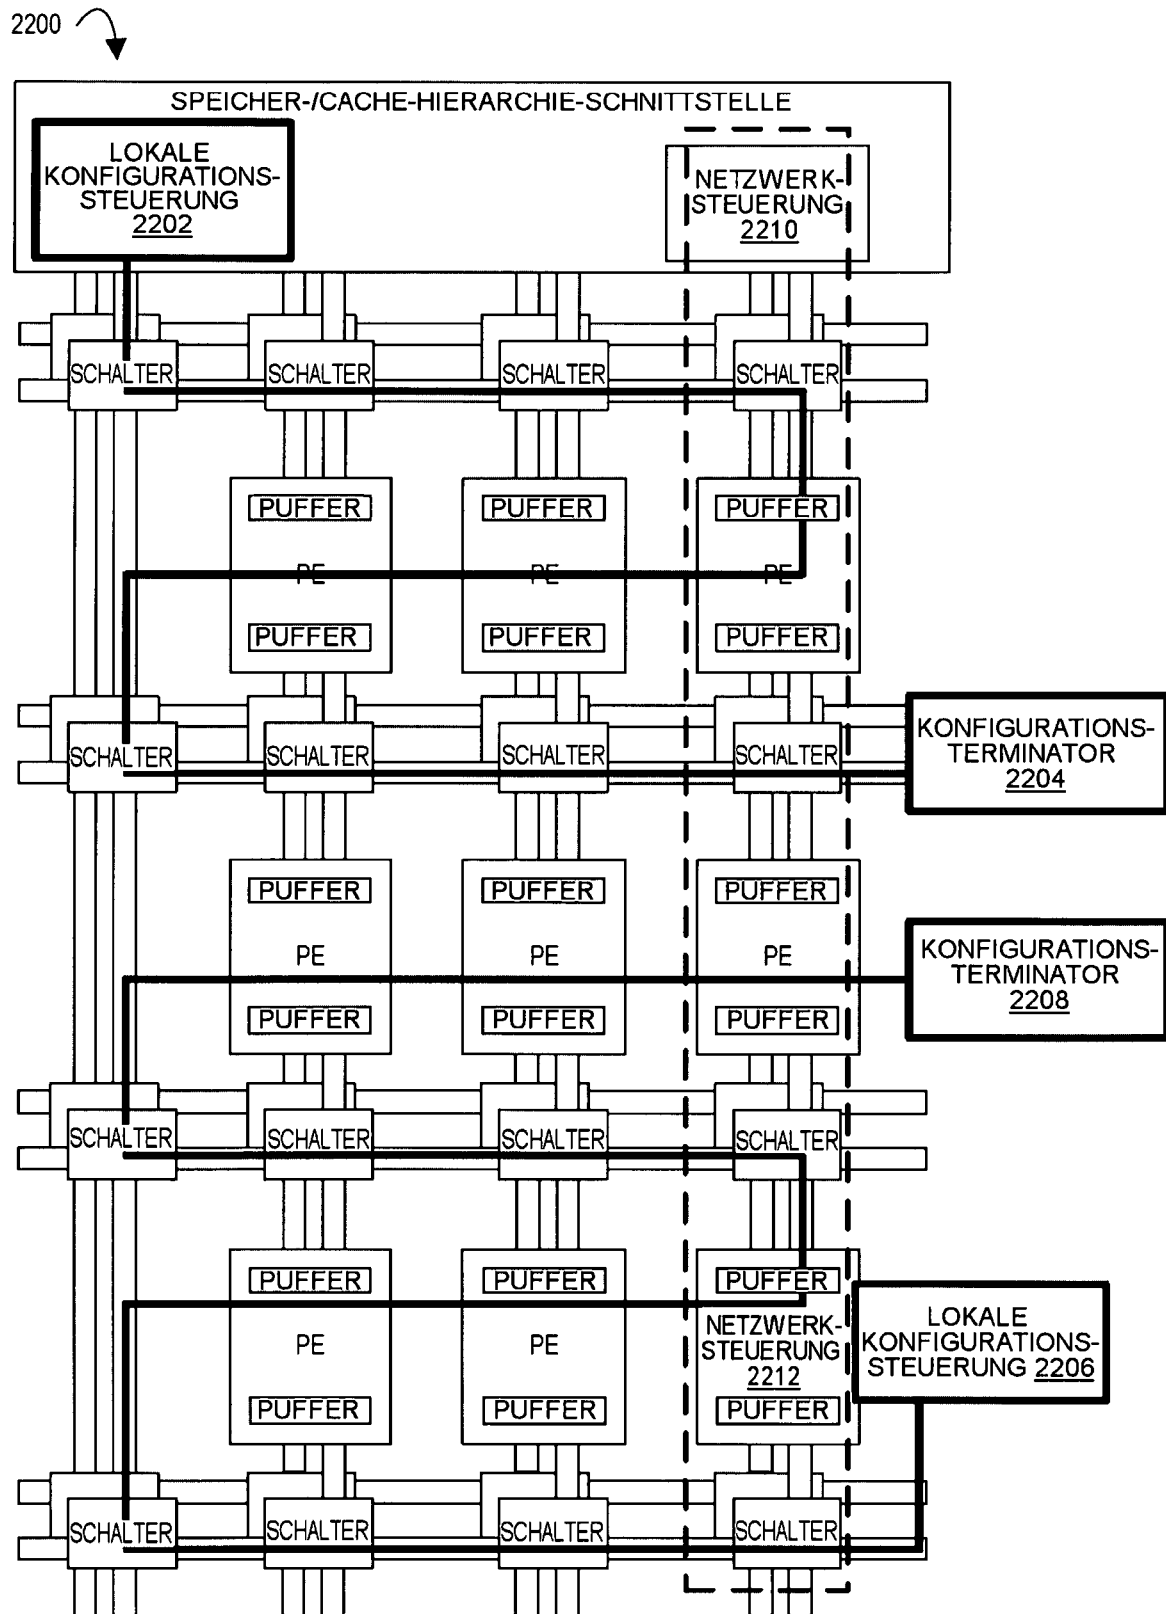 2200
SPEICHER-/CACHE-HIERARCHIE-SCHNITTSTELLE
LOKALE
KONFIGURATIONS-
STEUERUNG
2202
NETZWERK-
STEUERUNG
2210
SCHALTER SCHALTER SCHALTER SCHALTER
PUFFER PUFFER PUFFER
PE PE PE
PUFFER PUFFER PUFFER
SCHALTER SCHALTER SCHALTER SCHALTER
KONFIGURATIONS-
TERMINATOR
2204
PUFFER PUFFER PUFFER
PE PE PE
PUFFER PUFFER PUFFER
KONFIGURATIONS-
TERMINATOR
2208
SCHALTER SCHALTER SCHALTER SCHALTER
PUFFER PUFFER PUFFER
PE PE
NETZWERK-
STEUERUNG
2212
PUFFER PUFFER PUFFER
LOKALE
KONFIGURATIONS-
STEUERUNG 2206
SCHALTER SCHALTER SCHALTER SCHALTER